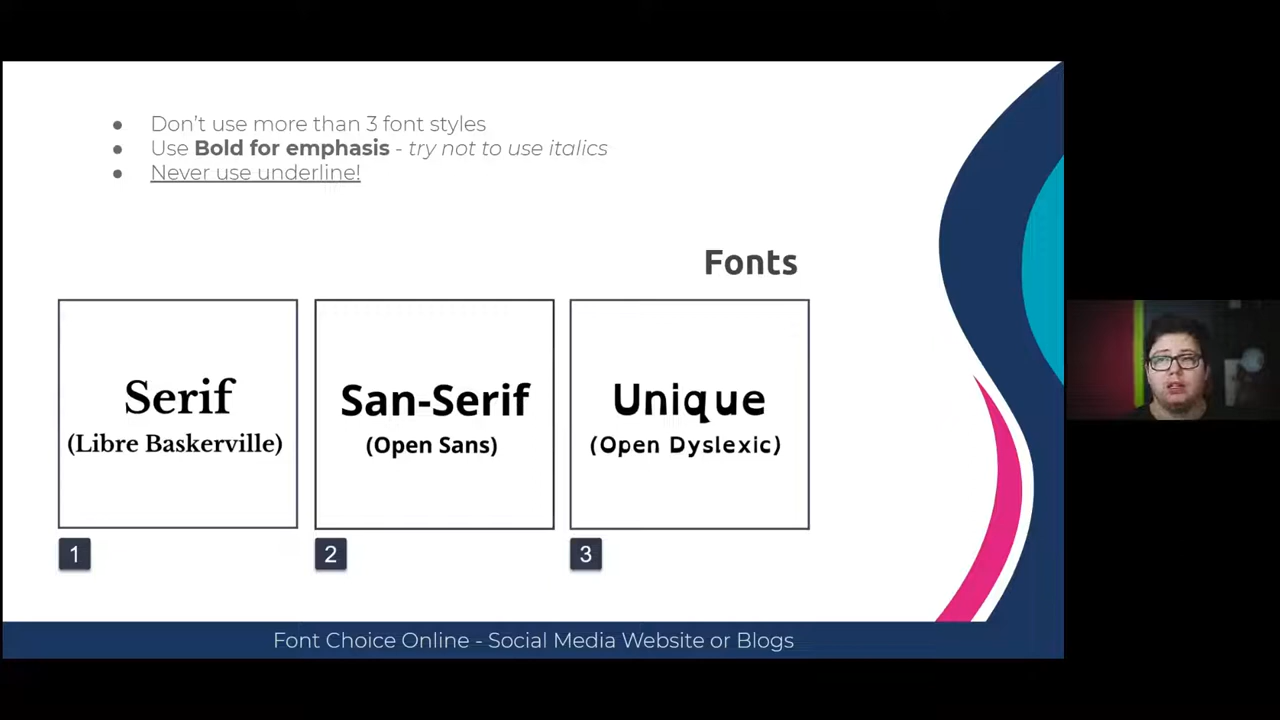 Don't use more than 3 font styles
Use Bold for emphasis - try not to use italics
Never use underline!
Fonts
Serif
(Libre Baskerville)
San-Serif
(Open Sans)
Unique
(Open Dyslexic)
1
2
3
Font Choice Online - Social Media Website or Blogs